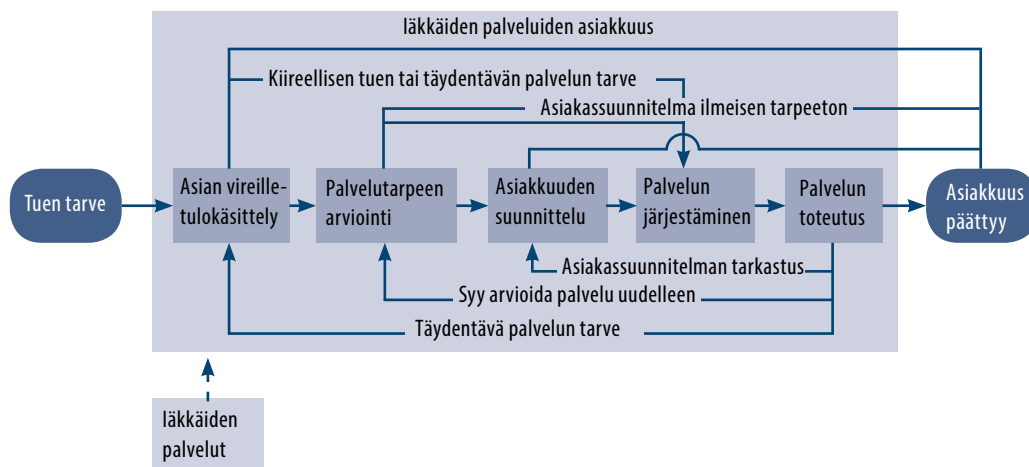 Iäkkäiden palveluiden asiakkuus
Kiireellisen tuen tai täydentävän palvelun tarve
Asiakassuunnitelma ilmeisen tarpeeton
Tuen tarve
Asian vireille-
tulokäsittely
Palvelutarpeen
arviointi
Asiakkuuden
suunnittelu
Palvelun
järjestäminen
Palvelun
toteutus
Asiakkuus
päättyy
Asiakassuunnitelman tarkastus
Syy arvioida palvelu uudelleen
Täydentävä palvelun tarve
Iäkkäiden
palvelut